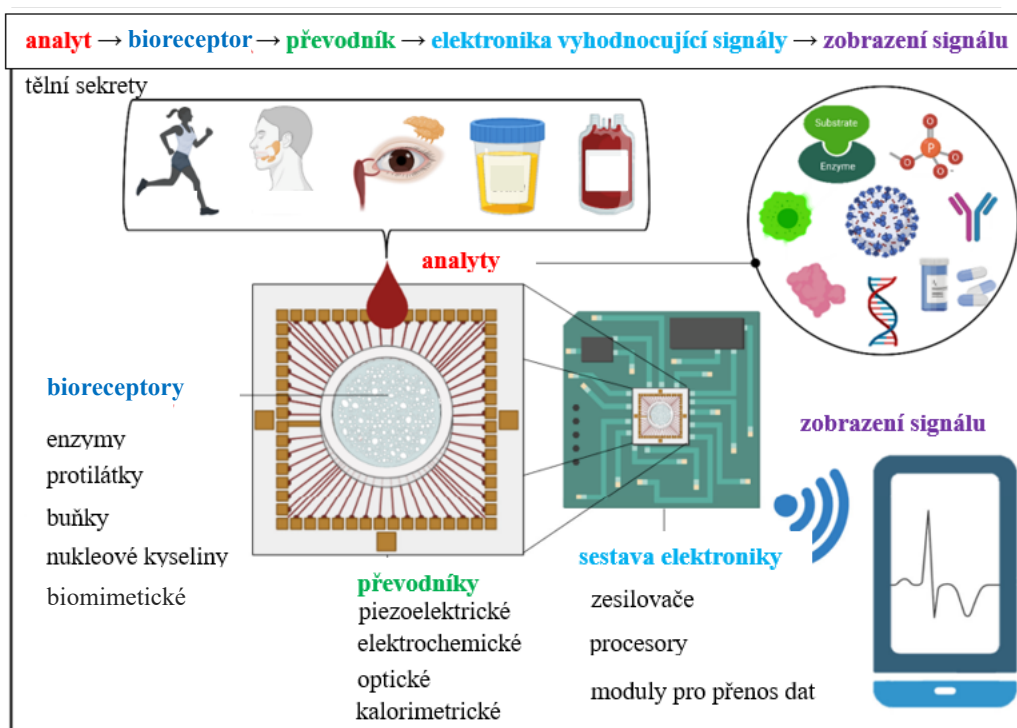 analyt → bioreceptor → převodník → elektronika vyhodnocující signály → zobrazení signálu
tělní sekrety
Substrate
Enzyme
O
O
P
O
O
analyty
bioreceptory
enzymy
protilátky
buňky
nukleové kyseliny
biomimetické
převodníky
piezoelektrické
elektrochemické
optické
kalorimetrické
sestava elektroniky
zesilovače
procesory
moduly pro přenos dat
zobrazení signálu